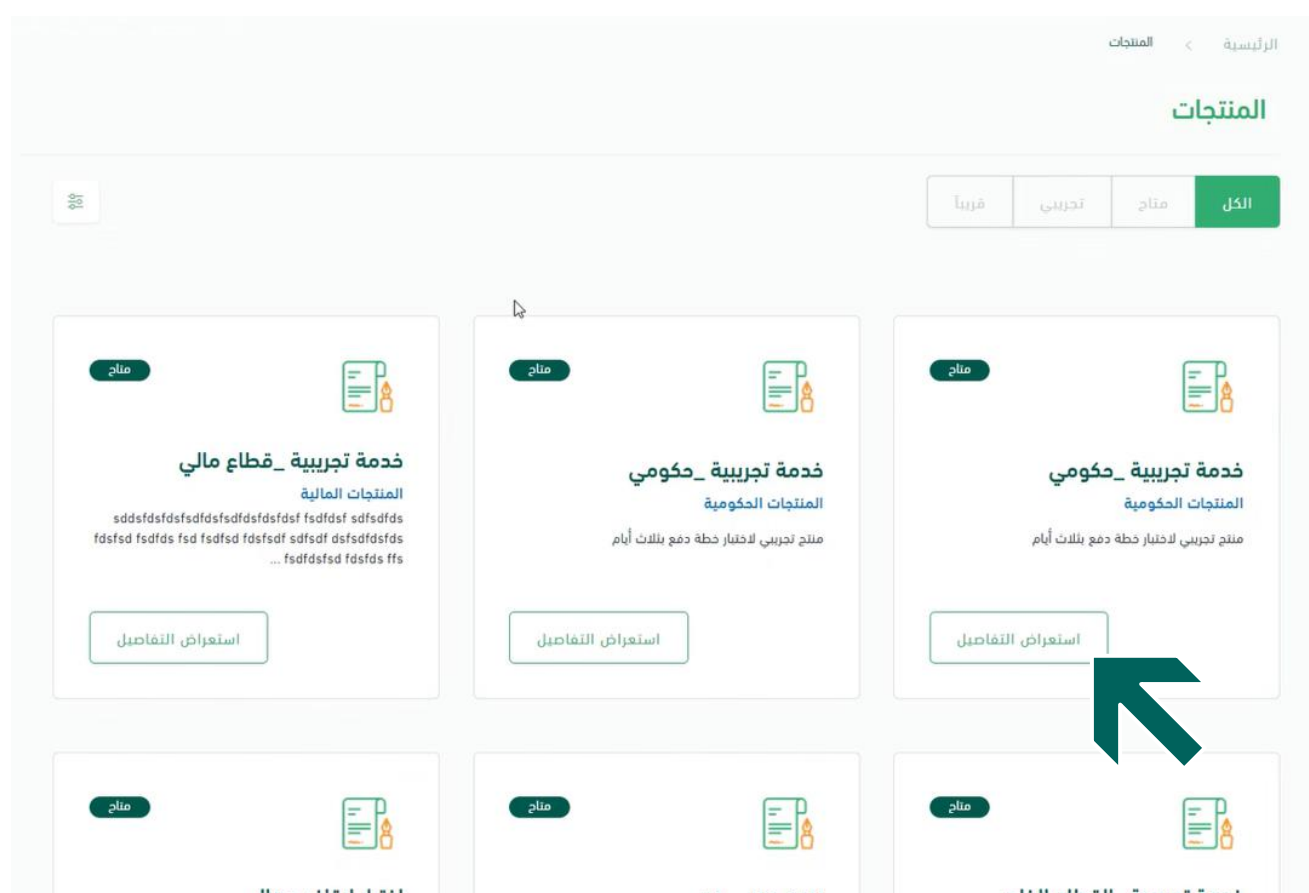 الرئيسية > المنتجات
المنتجات
الكل متاح تجريبي قريباً
متاح
خدمة تجريبية _حكومي
المنتجات الحكومية
منتج تجريبي لاختبار خطة دفع بثلاث أيام
استعراض التفاصيل
متاح
خدمة تجريبية _حكومي
المنتجات الحكومية
منتج تجريبي لاختبار خطة دفع بثلاث أيام
استعراض التفاصيل
متاح
خدمة تجريبية _قطاع مالي
المنتجات المالية
sddsfdsfdsfsdfdsfsdfdsfdsfdsf fsdfdsf sdfsdfds
fdsfsd fsdfds fsd fsdfsd fdsfsdf sdfsdf dsfsdfdsfds
... fsdfdsfsd fdsfds ffs
استعراض التفاصيل
متاح
متاح
متاح